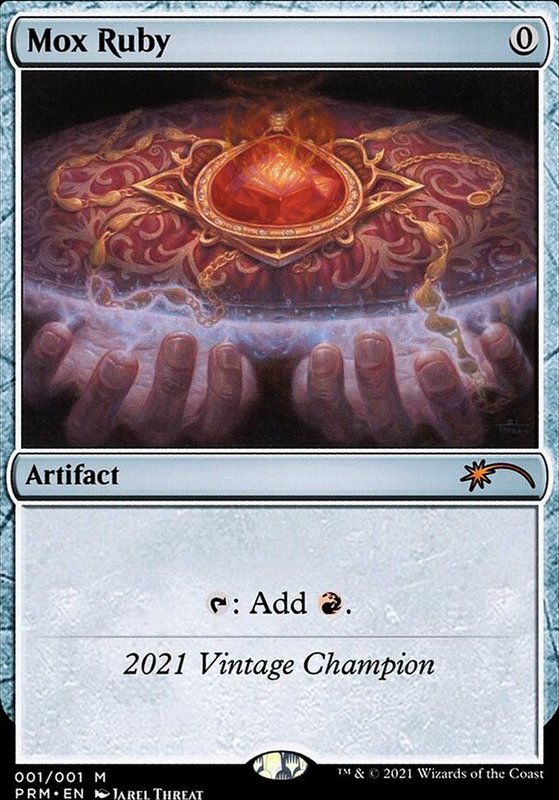 Mox Ruby 0
Artifact
: Add .
2021 Vintage Champion
001/001 M
PRM • EN JAREL THREAT
™ & © 2021 Wizards of the Coast